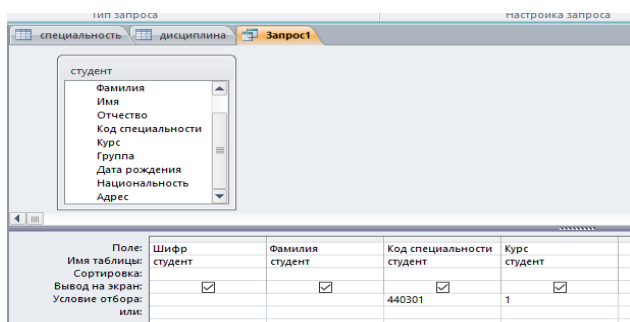 Тип запроса Настройка запроса
специальность дисциплина Запрос1
студент
Фамилия
Имя
Отчество
Код специальности
Курс
Группа
Дата рождения
Национальность
Адрес
Поле: Шифр Фамилия Код специальности Курс
Имя таблицы: студент студент студент студент
Сортировка:
Вывод на экран:
Условие отбора: 440301 1
или: